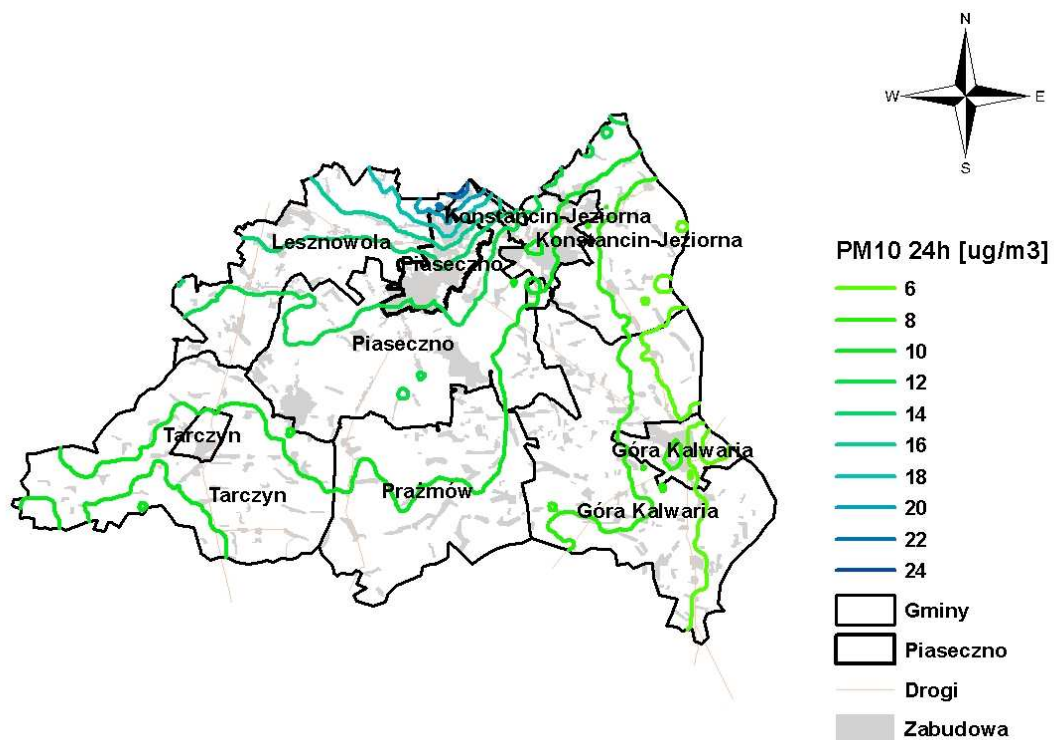 N
W
E
S
Konstancin-Jeziorna
Lesznowola
Konstancin-Jeziorna
Piaseczno
Piaseczno
Tarczyn
Góra Kalwaria
Tarczyn
Prażmów
Góra Kalwaria
PM10 24h [ug/m3]
6
8
10
12
14
16
18
20
22
24
Gminy
Piaseczno
Drogi
Zabudowa